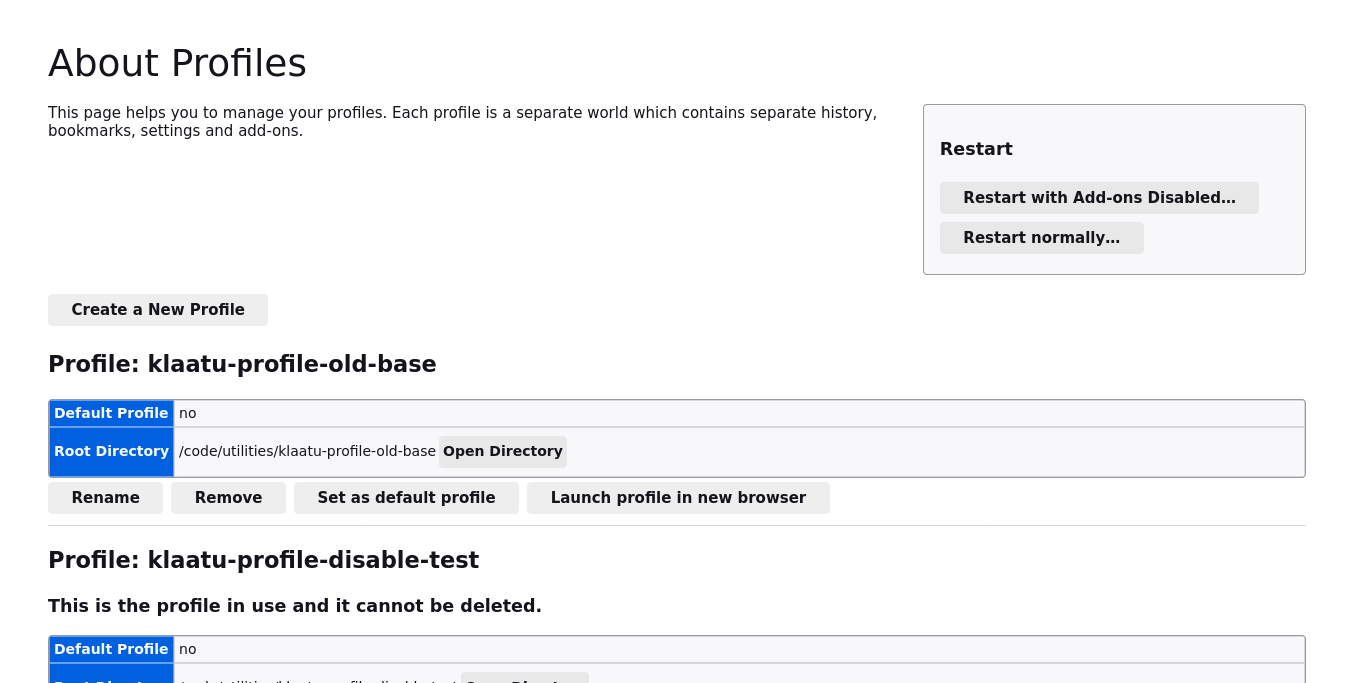 About Profiles
This page helps you to manage your profiles. Each profile is a separate world which contains separate history,
bookmarks, settings and add-ons.
Restart
Restart with Add-ons Disabled…
Restart normally…
Create a New Profile
Profile: klaatu-profile-old-base
Default Profile no
Root Directory /code/utilities/klaatu-profile-old-base Open Directory
Rename Remove Set as default profile Launch profile in new browser
Profile: klaatu-profile-disable-test
This is the profile in use and it cannot be deleted.
Default Profile no